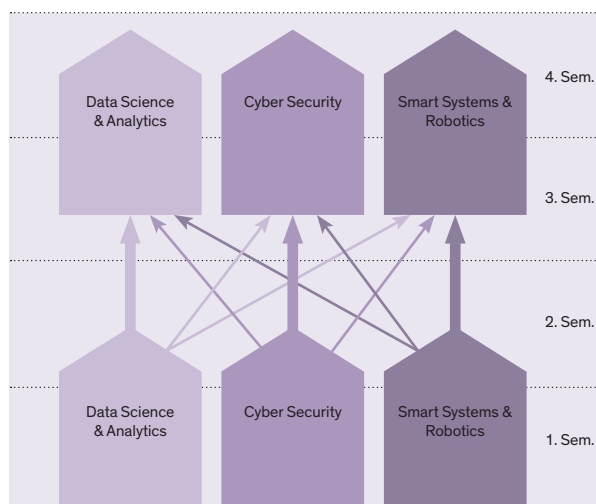 4. Sem.
Data Science
& Analytics
Cyber Security
Smart Systems &
Robotics
3. Sem.
2. Sem.
Data Science
& Analytics
Cyber Security
Smart Systems &
Robotics
1. Sem.